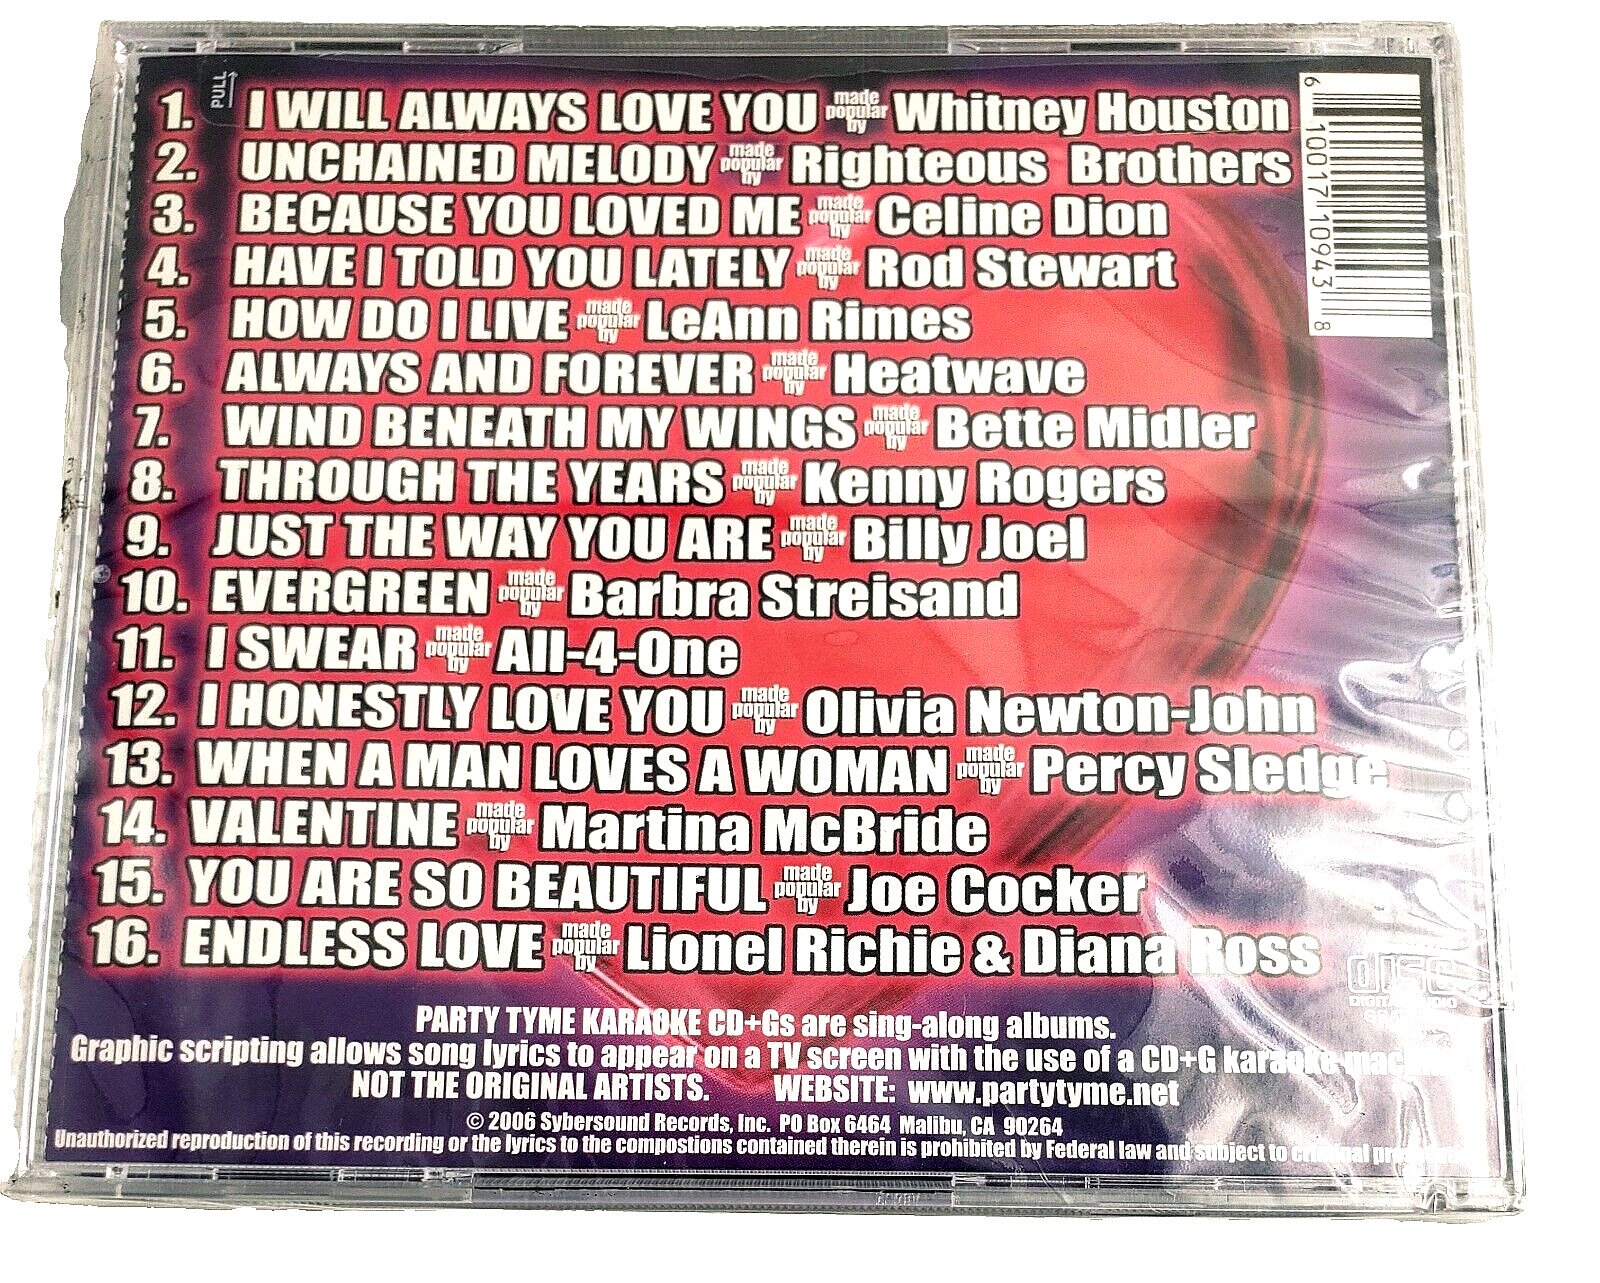 PULL
1. I WILL ALWAYS LOVE YOU made popular by Whitney Houston
2. UNCHAINED MELODY made popular by Righteous Brothers
3. BECAUSE YOU LOVED ME made popular by Celine Dion
4. HAVE I TOLD YOU LATELY made popular by Rod Stewart
5. HOW DO I LIVE made popular by LeAnn Rimes
6. ALWAYS AND FOREVER made popular by Heatwave
7. WIND BENEATH MY WINGS made popular by Bette Midler
8. THROUGH THE YEARS made popular by Kenny Rogers
9. JUST THE WAY YOU ARE made popular by Billy Joel
10. EVERGREEN made popular by Barbra Streisand
11. I SWEAR made popular by All-4-One
12. I HONESTLY LOVE YOU made popular by Olivia Newton-John
13. WHEN A MAN LOVES A WOMAN made popular by Percy Sledge
14. VALENTINE made popular by Martina McBride
15. YOU ARE SO BEAUTIFUL made popular by Joe Cocker
16. ENDLESS LOVE made popular by Lionel Richie & Diana Ross
6 10017 10943 8
disc
DIGITAL AUDIO
PARTY TYME KARAOKE CD+Gs are sing-along albums.
Graphic scripting allows song lyrics to appear on a TV screen with the use of a CD+G karaoke
NOT THE ORIGINAL ARTISTS. WEBSITE: www.partytyme.net
© 2006 Sybersound Records, Inc. PO Box 6464 Malibu, CA 90264
Unauthorized reproduction of this recording or the lyrics to the compostions contained therein is prohibited by Federal law and subject to criminal